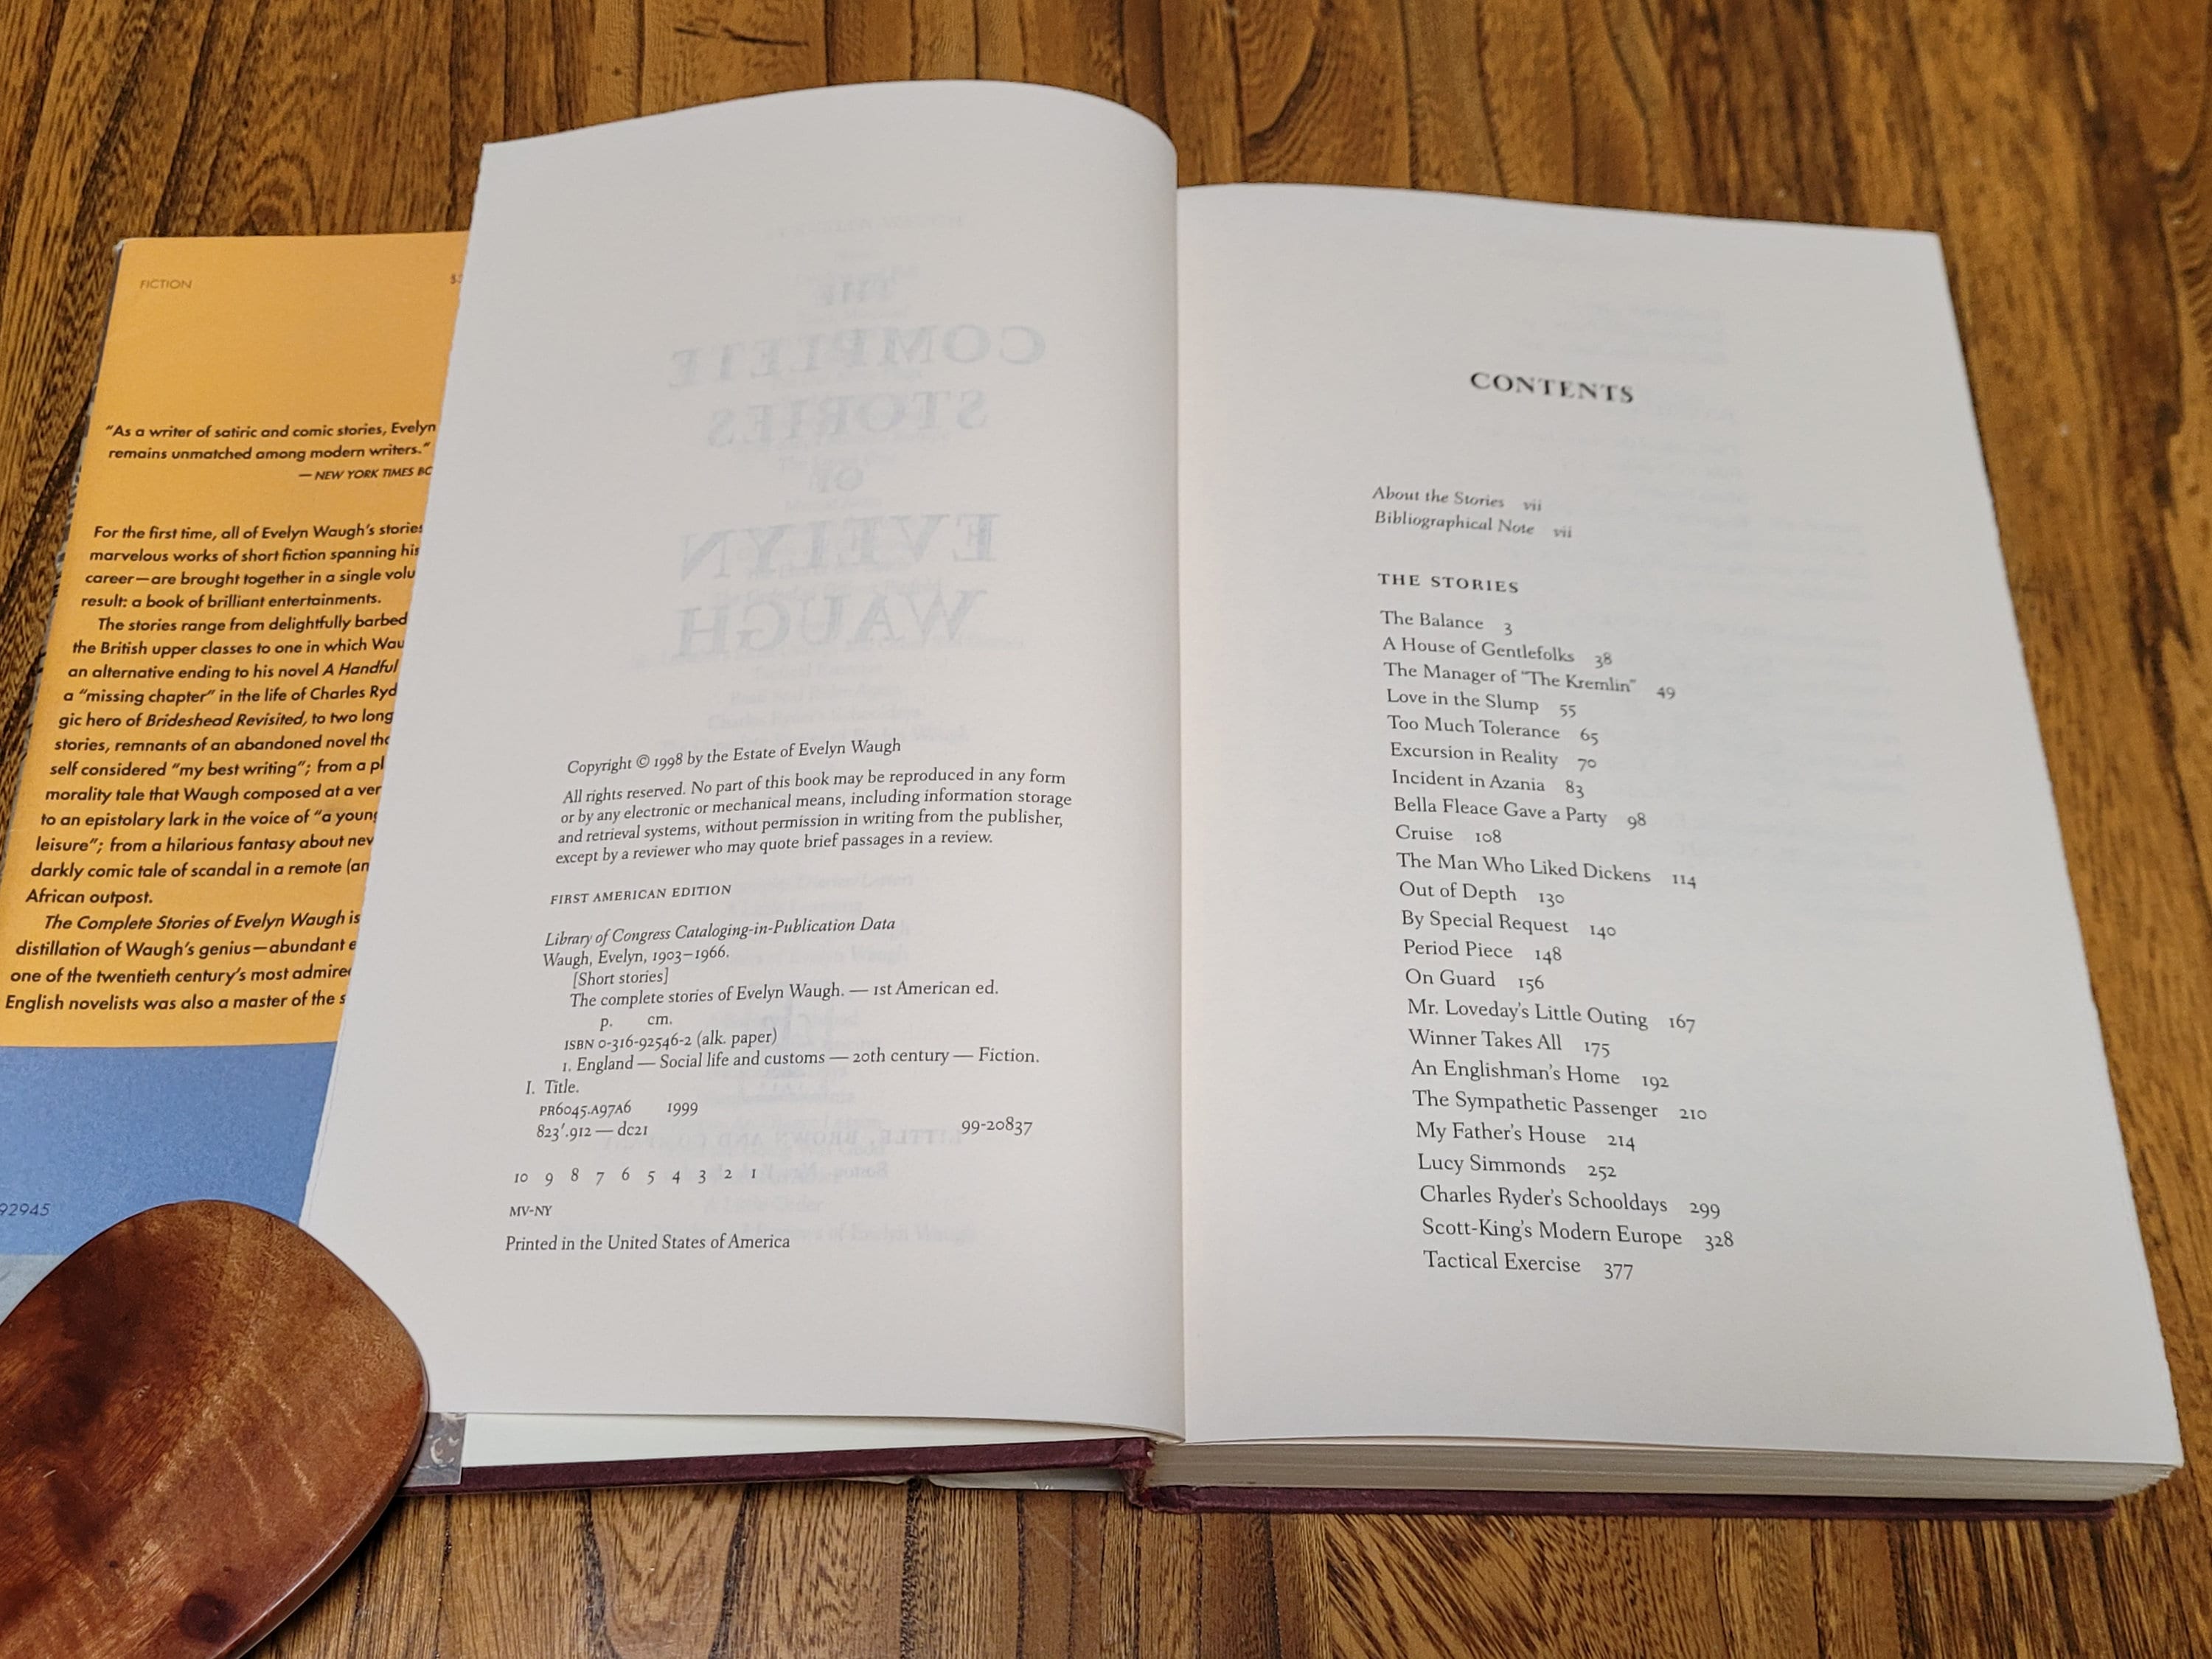 FICTION
"As a writer of satiric and comic stories, Evelyn
remains unmatched among modern writers."
— NEW YORK TIMES
For the first time, all of Evelyn Waugh's stories
marvelous works of short fiction spanning his
career—are brought together in a single
result: a book of brilliant entertainments.
The stories range from delightfully barbed
the British upper classes to one in which
an alternative ending to his novel A Handful
a "missing chapter" in the life of Charles
gic hero of Brideshead Revisited, to two long
stories, remnants of an abandoned novel
self considered "my best writing"; from a
morality tale that Waugh composed at a
to an epistolary lark in the voice of "a
leisure"; from a hilarious fantasy about
darkly comic tale of scandal in a remote
African outpost.
The Complete Stories of Evelyn Waugh is
distillation of Waugh's genius—abundant
one of the twentieth century's most
English novelists was also a master of the
92945
THE
COMPLETE
STORIES
OF
EVELYN
WAUGH
Copyright © 1998 by the Estate of Evelyn Waugh
All rights reserved. No part of this book may be reproduced in any form
or by any electronic or mechanical means, including information storage
and retrieval systems, without permission in writing from the publisher,
except by a reviewer who may quote brief passages in a review.
FIRST AMERICAN EDITION
Library of Congress Cataloging-in-Publication Data
Waugh, Evelyn, 1903–1966.
[Short stories]
The complete stories of Evelyn Waugh. — 1st American ed.
p. cm.
ISBN 0-316-92546-2 (alk. paper)
1. England — Social life and customs — 20th century — Fiction.
I. Title.
PR6045.A97A6 1999
823'.912 — dc21 99-20837
LITTLE, BROWN AND COMPANY
10 9 8 7 6 5 4 3 2 1
MV-NY
Printed in the United States of America
CONTENTS
About the Stories vii
Bibliographical Note vii
THE STORIES
The Balance 3
A House of Gentlefolks 38
The Manager of "The Kremlin" 49
Love in the Slump 55
Too Much Tolerance 65
Excursion in Reality 70
Incident in Azania 83
Bella Fleace Gave a Party 98
Cruise 108
The Man Who Liked Dickens 114
Out of Depth 130
By Special Request 140
Period Piece 148
On Guard 156
Mr. Loveday's Little Outing 167
Winner Takes All 175
An Englishman's Home 192
The Sympathetic Passenger 210
My Father's House 214
Lucy Simmonds 252
Charles Ryder's Schooldays 299
Scott-King's Modern Europe 328
Tactical Exercise 377